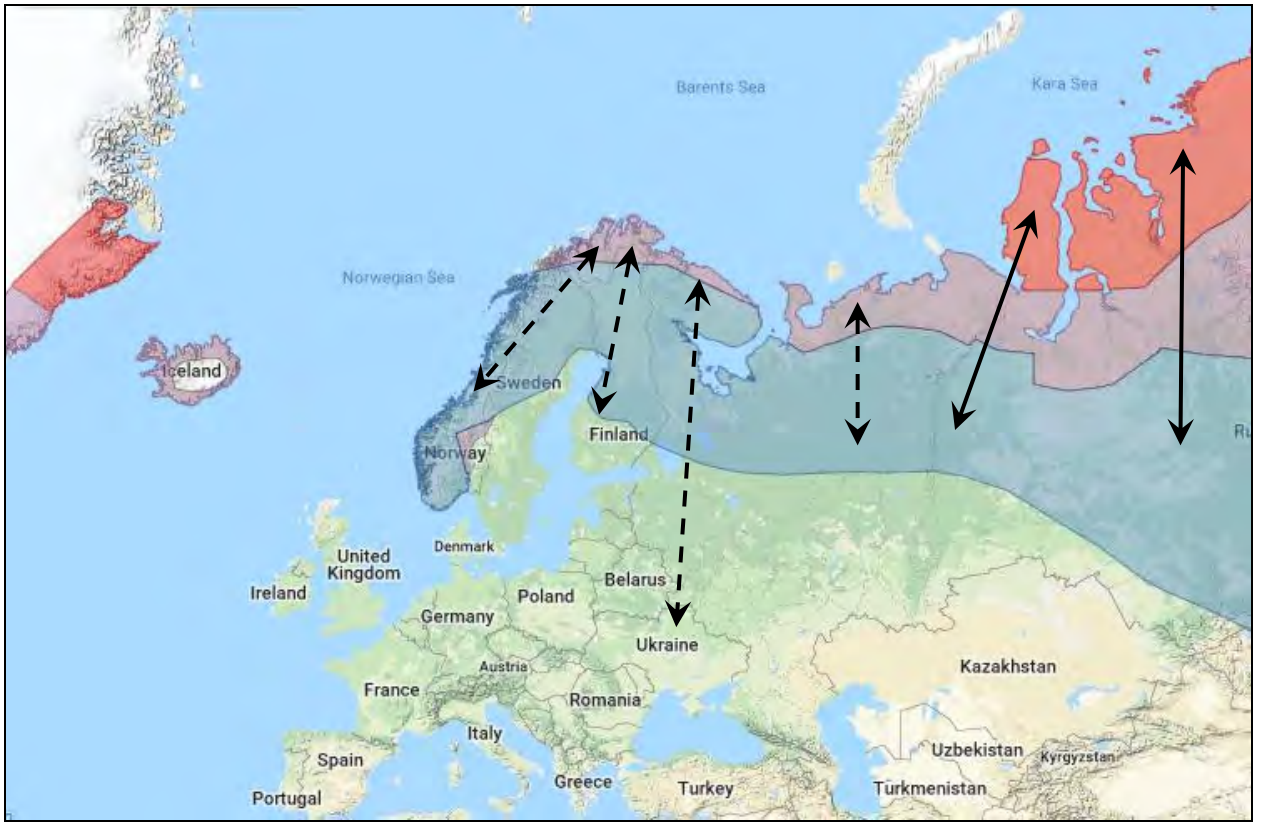 Barents Sea
Kara Sea
Norwegian Sea
Iceland
Sweden
Ru
Finland
Norway
Denmark
United
Kingdom
Belarus
Ireland
Poland
Germany
Ukraine
Austria
Kazakhstan
France
Romania
Italy
Uzbekistan
Kyrgyzstan
Spain
Greece
Turkey
Turkmenistan
Portugal